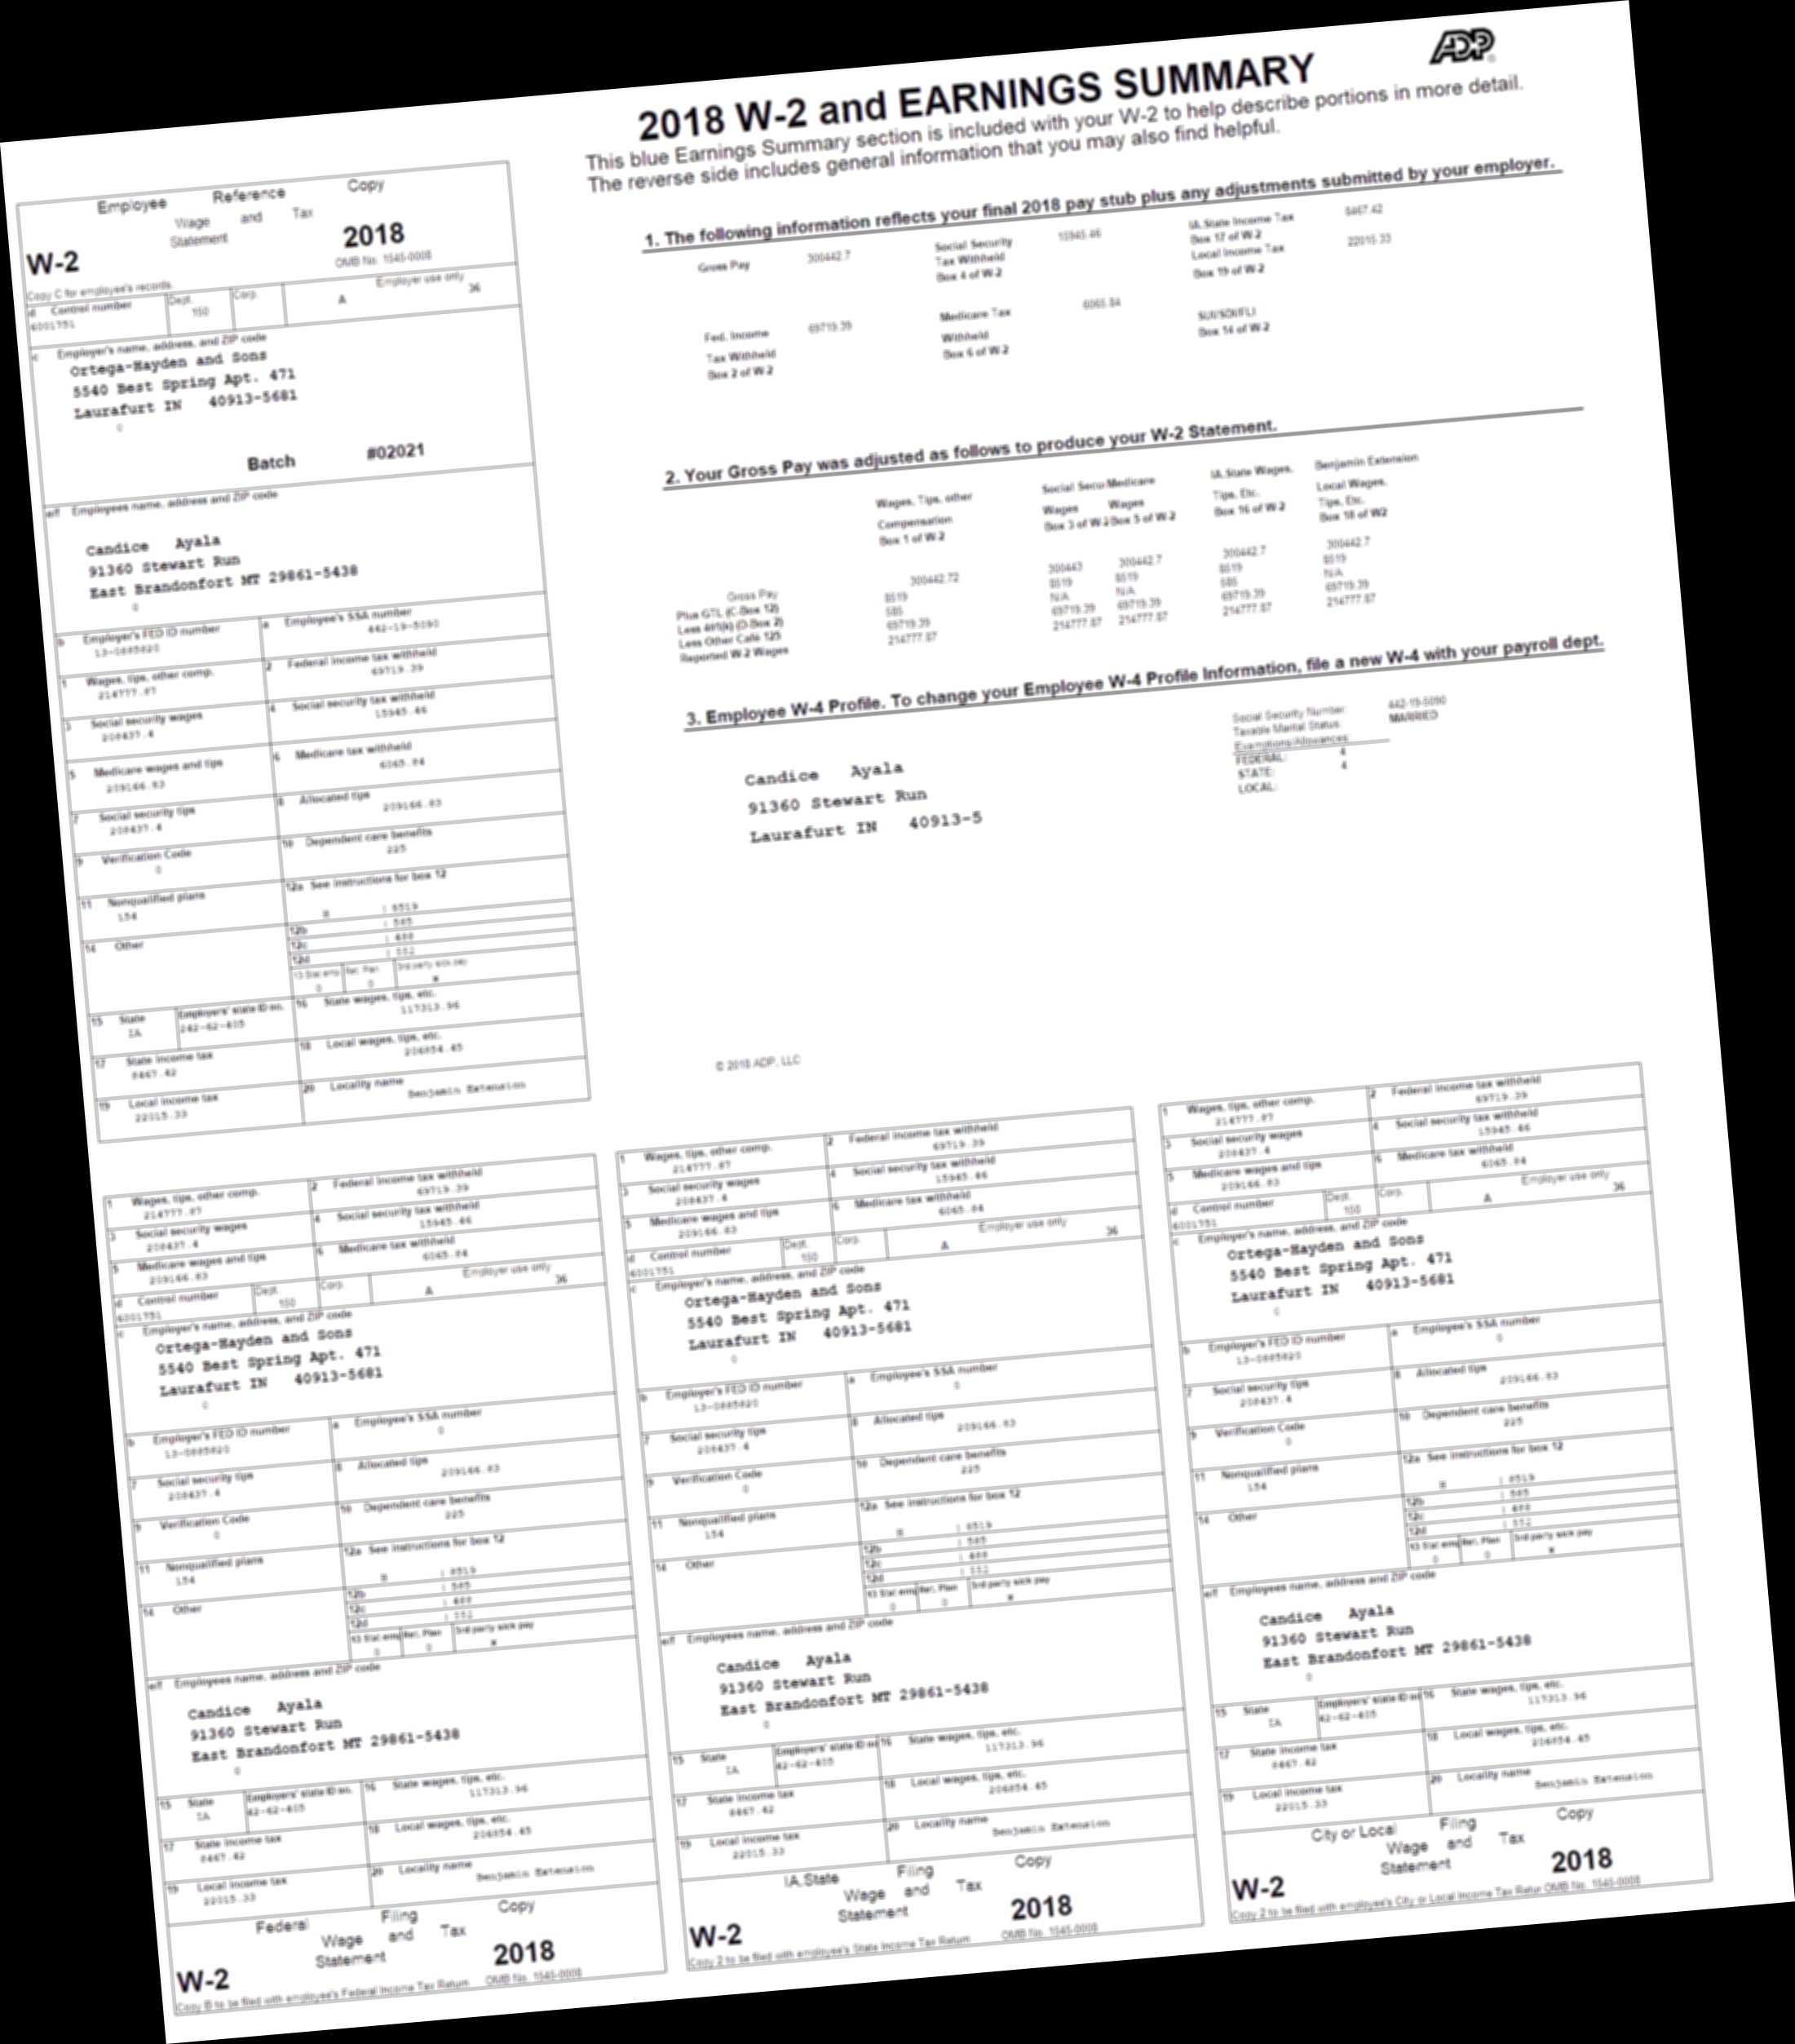 ADP
2018 W-2 and EARNINGS SUMMARY
This blue Earnings Summary section is included with your W-2 to help describe portions in more detail.
The reverse side includes general information that you may also find helpful.
Employee Reference Copy
Wage and Tax
Statement
W-2 2018
OMB No. 1545-0008
Copy C for employee's records.
d Control number Dept. Corp. Employer use only
6001751 150 A 36
c Employer's name, address, and ZIP code
Ortega-Hayden and Sons
5540 Best Spring Apt. 471
Laurafurt IN 40913-5681
0
Batch #02021
e/f Employees name, address and ZIP code
Candice Ayala
91360 Stewart Run
East Brandonfort MT 29861-5438
0
b Employer's FED ID number a Employee's SSA number
442-19-5090
1 Wages, tips, other comp. 2 Federal income tax withheld
214777.87 69719.39
3 Social security wages 4 Social security tax withheld
208437.4 15945.46
5 Medicare wages and tips 6 Medicare tax withheld
209166.83 6065.84
7 Social security tips 8 Allocated tips
208437.4 209166.83
9 Verification Code 10 Dependent care benefits
0 225
11 Nonqualified plans 12a See instructions for box 12
154 8519
14 Other 12b 585
12c
12d 552
13 Stat emp. Ret. Plan 3rd party sick pay
0 0
15 State Employers' state ID no. 16 State wages, tips, etc.
IA 242-62-405 117313.96
17 State income tax 18 Local wages, tips, etc.
8467.42 206854.45
19 Local income tax 20 Locality name
22015.33 Benjamin Extension
1. The following information reflects your final 2018 pay stub plus any adjustments submitted by your employer.
Gross Pay 300442.7 Social Security 15945.46 IA.State Income Tax 8467.42
Tax Withheld Box 17 of W-2
Box 4 of W-2 Local Income Tax 22015.33
Box 19 of W-2
Fed. Income 69719.39 Medicare Tax 6065.84 SUI/SDI/FLI
Tax Withheld Withheld Box 14 of W-2
Box 2 of W-2 Box 6 of W-2
2. Your Gross Pay was adjusted as follows to produce your W-2 Statement.
Wages, Tips, other Social Secu Medicare IA.State Wages, Benjamin Extension
Compensation Wages Wages Tips, Etc. Local Wages,
Box 1 of W-2 Box 3 of W-2 Box 5 of W-2 Box 16 of W-2 Tips, Etc.
Box 18 of W2
Gross Pay 300442.72 300443 300442.7 300442.7 300442.7
Plus GTL (C-Box 12) 8519 8519 8519 8519 8519
Less 401(k) (D-Box 2) 585 N/A N/A 585 N/A
Less Other Cafe 125 69719.39 69719.39 69719.39 69719.39 69719.39
Reported W-2 Wages 214777.87 214777.87 214777.87 214777.87 214777.87
3. Employee W-4 Profile. To change your Employee W-4 Profile Information, file a new W-4 with your payroll dept.
Candice Ayala
91360 Stewart Run
Laurafurt IN 40913-5
Social Security Number: 442-19-5090
Taxable Marital Status: MARRIED
Exemptions/Allowances:
FEDERAL: 4
STATE: 4
LOCAL:
© 2018 ADP, LLC
1 Wages, tips, other comp. 2 Federal income tax withheld
214777.87 69719.39
3 Social security wages 4 Social security tax withheld
208437.4 15945.46
5 Medicare wages and tips 6 Medicare tax withheld
209166.83 6065.84
d Control number Dept. Corp. Employer use only
6001751 150 A 36
c Employer's name, address, and ZIP code
Ortega-Hayden and Sons
5540 Best Spring Apt. 471
Laurafurt IN 40913-5681
0
b Employer's FED ID number a Employee's SSA number
0
7 Social security tips 8 Allocated tips
208437.4 209166.83
9 Verification Code 10 Dependent care benefits
0 225
11 Nonqualified plans 12a See instructions for box 12
154 8519
14 Other 12b 585
12c
12d 552
13 Stat emp Ret. Plan 3rd party sick pay
0 0
e/f Employees name, address and ZIP code
Candice Ayala
91360 Stewart Run
East Brandonfort MT 29861-5438
0
15 State Employers' state ID no. 16 State wages, tips, etc.
IA 42-62-405 117313.96
17 State income tax 18 Local wages, tips, etc.
8467.42 206854.45
19 Local income tax 20 Locality name
22015.33 Benjamin Extension
Federal Filing Copy
Wage and Tax
Statement
W-2 2018
Copy B to be filed with employee's Federal Income Tax Return OMB No. 1545-0008
1 Wages, tips, other comp. 2 Federal income tax withheld
214777.87 69719.39
3 Social security wages 4 Social security tax withheld
208437.4 15945.46
5 Medicare wages and tips 6 Medicare tax withheld
209166.83 6065.84
d Control number Dept. Corp. Employer use only
6001751 150 A 36
c Employer's name, address, and ZIP code
Ortega-Hayden and Sons
5540 Best Spring Apt. 471
Laurafurt IN 40913-5681
0
b Employer's FED ID number a Employee's SSA number
0
7 Social security tips 8 Allocated tips
208437.4 209166.83
9 Verification Code 10 Dependent care benefits
0 225
11 Nonqualified plans 12a See instructions for box 12
154 8519
14 Other 12b 585
12c
12d 552
13 Stat emp Ret. Plan 3rd party sick pay
0 0
e/f Employees name, address and ZIP code
Candice Ayala
91360 Stewart Run
East Brandonfort MT 29861-5438
0
15 State Employers' state ID no 16 State wages, tips, etc.
IA 42-62-405 117313.96
17 State income tax 18 Local wages, tips, etc.
8467.42 206854.45
19 Local income tax 20 Locality name
22015.33 Benjamin Extension
IA.State Filing Copy
Wage and Tax
Statement
W-2 2018
Copy 2 to be filed with employee's State Income Tax Return OMB No. 1545-0008
1 Wages, tips, other comp. 2 Federal income tax withheld
214777.87 69719.39
3 Social security wages 4 Social security tax withheld
208437.4 15945.46
5 Medicare wages and tips 6 Medicare tax withheld
209166.83 6065.84
d Control number Dept. Corp. Employer use only
6001751 150 A 36
c Employer's name, address, and ZIP code
Ortega-Hayden and Sons
5540 Best Spring Apt. 471
Laurafurt IN 40913-5681
0
b Employer's FED ID number a Employee's SSA number
0
7 Social security tips 8 Allocated tips
208437.4 209166.83
9 Verification Code 10 Dependent care benefits
0 225
11 Nonqualified plans 12a See instructions for box 12
154 8519
14 Other 12b 585
12c
12d 552
13 Stat emp Ret. Plan 3rd party sick pay
0 0
e/f Employees name, address and ZIP code
Candice Ayala
91360 Stewart Run
East Brandonfort MT 29861-5438
0
15 State Employers' state ID no 16 State wages, tips, etc.
IA 42-62-405 117313.96
17 State income tax 18 Local wages, tips, etc.
8467.42 206854.45
19 Local income tax 20 Locality name
22015.33 Benjamin Extension
City or Local Filing Copy
Wage and Tax
Statement
W-2 2018
Copy 2 to be filed with employee's City or Local Income Tax Retur OMB No. 1545-0008